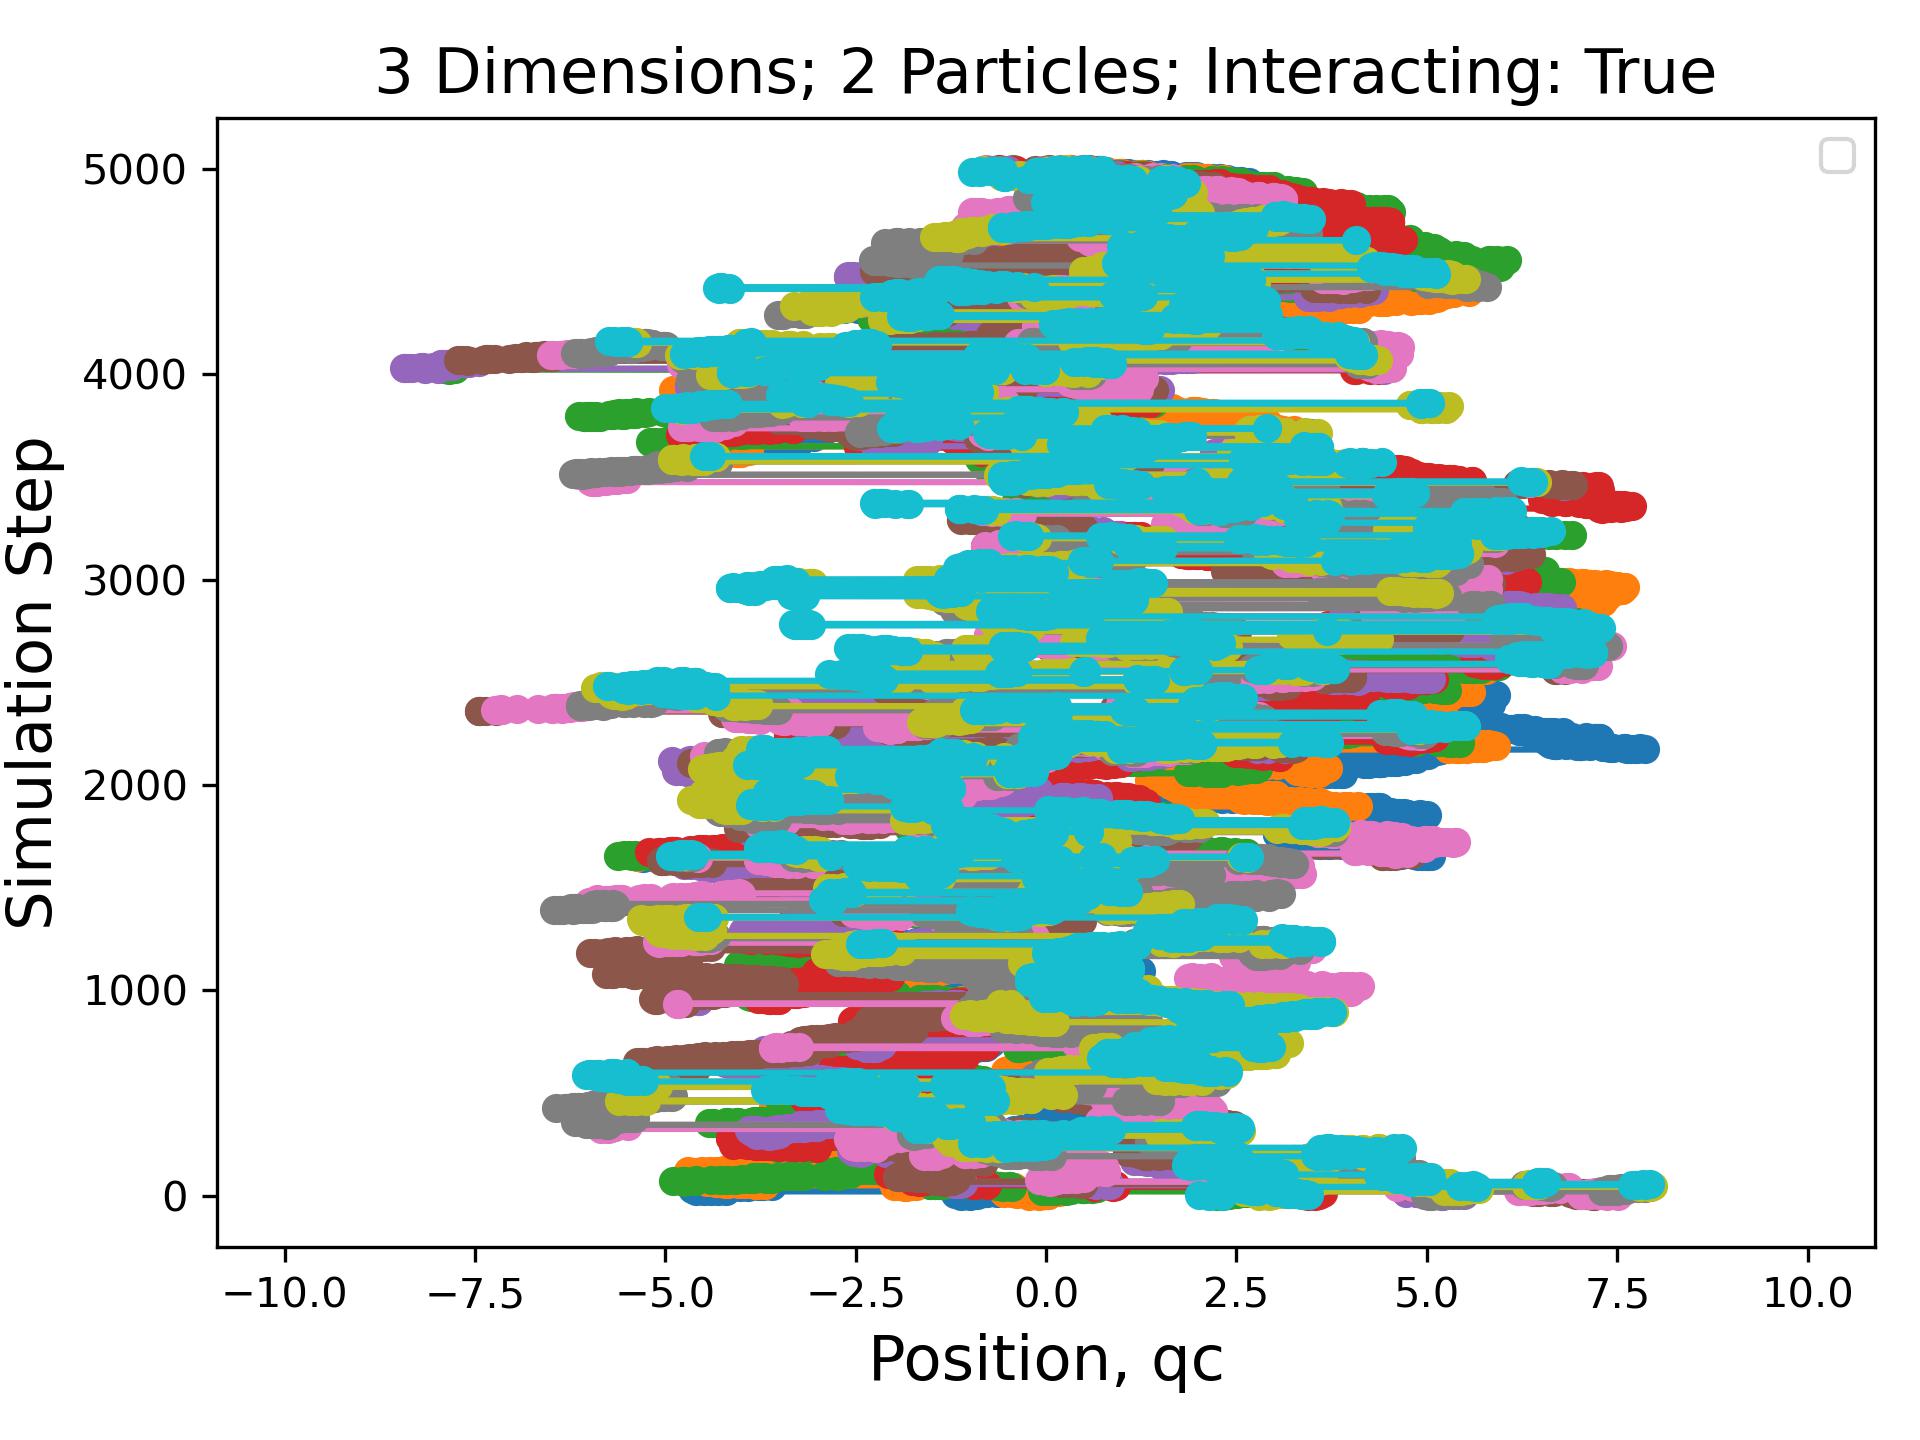 3 Dimensions; 2 Particles; Interacting: True
Simulation Step
5000
4000
3000
2000
1000
0
−10.0 −7.5 −5.0 −2.5 0.0 2.5 5.0 7.5 10.0
Position, qc